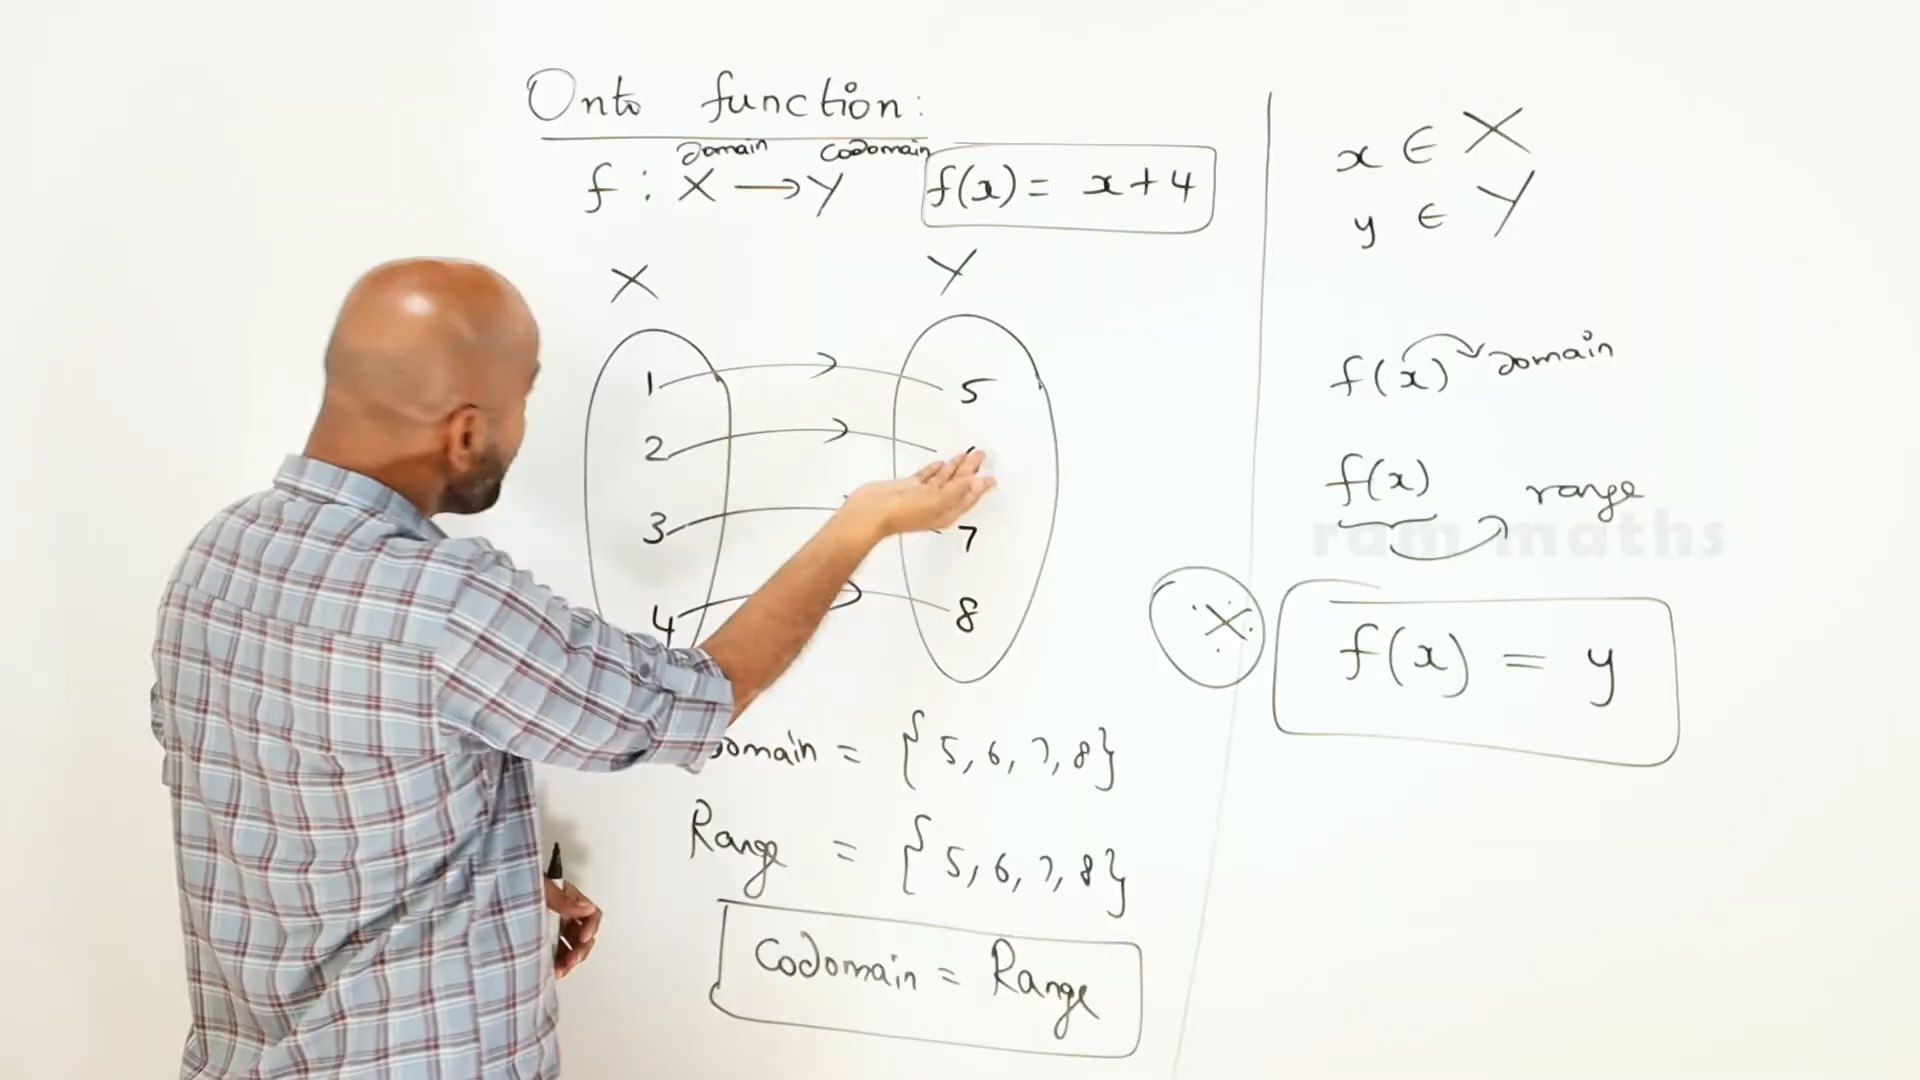 Onto function:
Domain Codomain
f : X → Y f(x) = x+4
X Y
1 5
2
3 7
4 8
omain = {5, 6, 7, 8}
Range = {5, 6, 7, 8}
Codomain = Range
x ∈ X
y ∈ Y
f(x) Domain
f(x) range
ram maths
X
f(x) = y